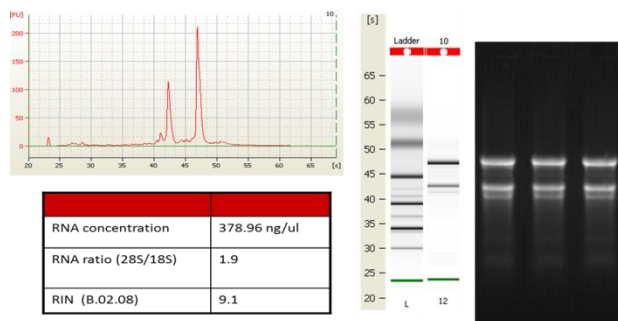 [FU]
10
200
150
100
50
0
20 25 30 35 40 45 50 55 60 65 [s]
RNA concentration 378.96 ng/ul
RNA ratio (28S/18S) 1.9
RIN (B.02.08) 9.1
[s]
Ladder 10
65
60
55
50
45
40
35
30
25
20
L 12